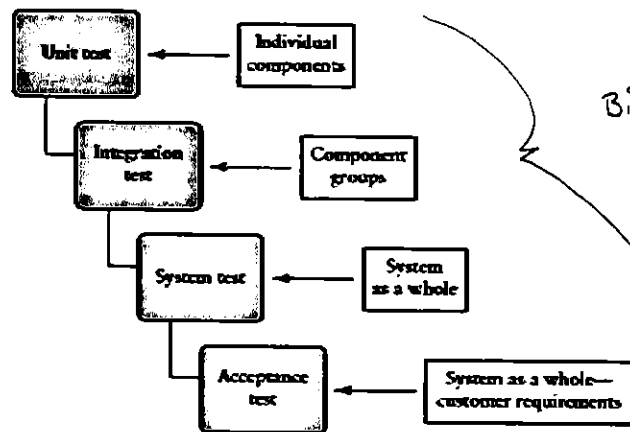 Unit test
Individual
components
Integration
test
Component
groups
System test
System
as a whole
Acceptance
test
System as a whole—
customer requirements